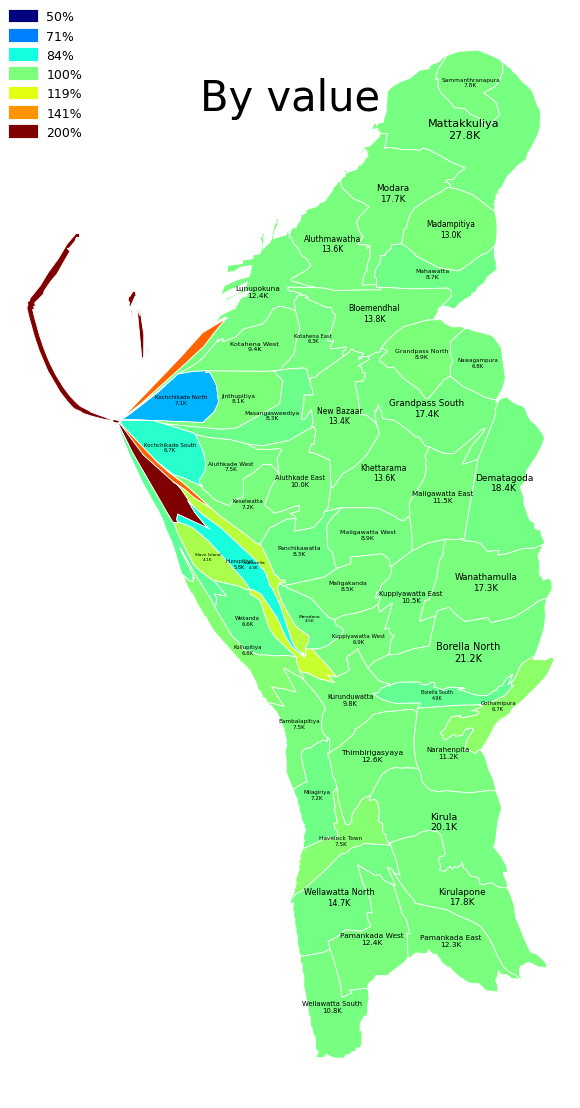 50%
71%
84%
100%
119%
141%
200%
By value
Sammanthranapura
7.8K
Mattakkuliya
27.8K
Modara
17.7K
Madampitiya
13.0K
Aluthmawatha
13.6K
Mahawatta
8.7K
Lunupokuna
12.4K
Bloemendhal
13.8K
Kotahena East
6.3K
Kotahena West
9.4K
Grandpass North
8.9K
Nawagampura
6.8K
Kochchikade North
7.1K
Jinthupitiya
8.1K
Masangasweediya
8.3K
New Bazaar
13.4K
Grandpass South
17.4K
Kochchikade South
6.7K
Aluthkade West
7.5K
Aluthkade East
10.0K
Khettarama
13.6K
Dematagoda
18.4K
Maligawatta East
11.5K
Keselwatta
7.2K
Maligawatta West
8.9K
Panchikawatta
8.3K
Slave Island
4.1K
Hunupitiya
5.8K
Maligakanda
8.5K
Wanathamulla
17.3K
Kuppiyawatta East
10.5K
Wekanda
6.6K
Maradana
4.5K
Kuppiyawatta West
6.9K
Kollupitiya
6.6K
Borella North
21.2K
Borella South
4.9K
Kurunduwatta
9.8K
Gothamipura
6.7K
Bambalapitiya
7.5K
Narahenpita
11.2K
Thimbirigasyaya
12.6K
Milagiriya
7.2K
Kirula
20.1K
Havelock Town
7.5K
Wellawatta North
14.7K
Kirulapone
17.8K
Pamankada West
12.4K
Pamankada East
12.3K
Wellawatta South
10.8K